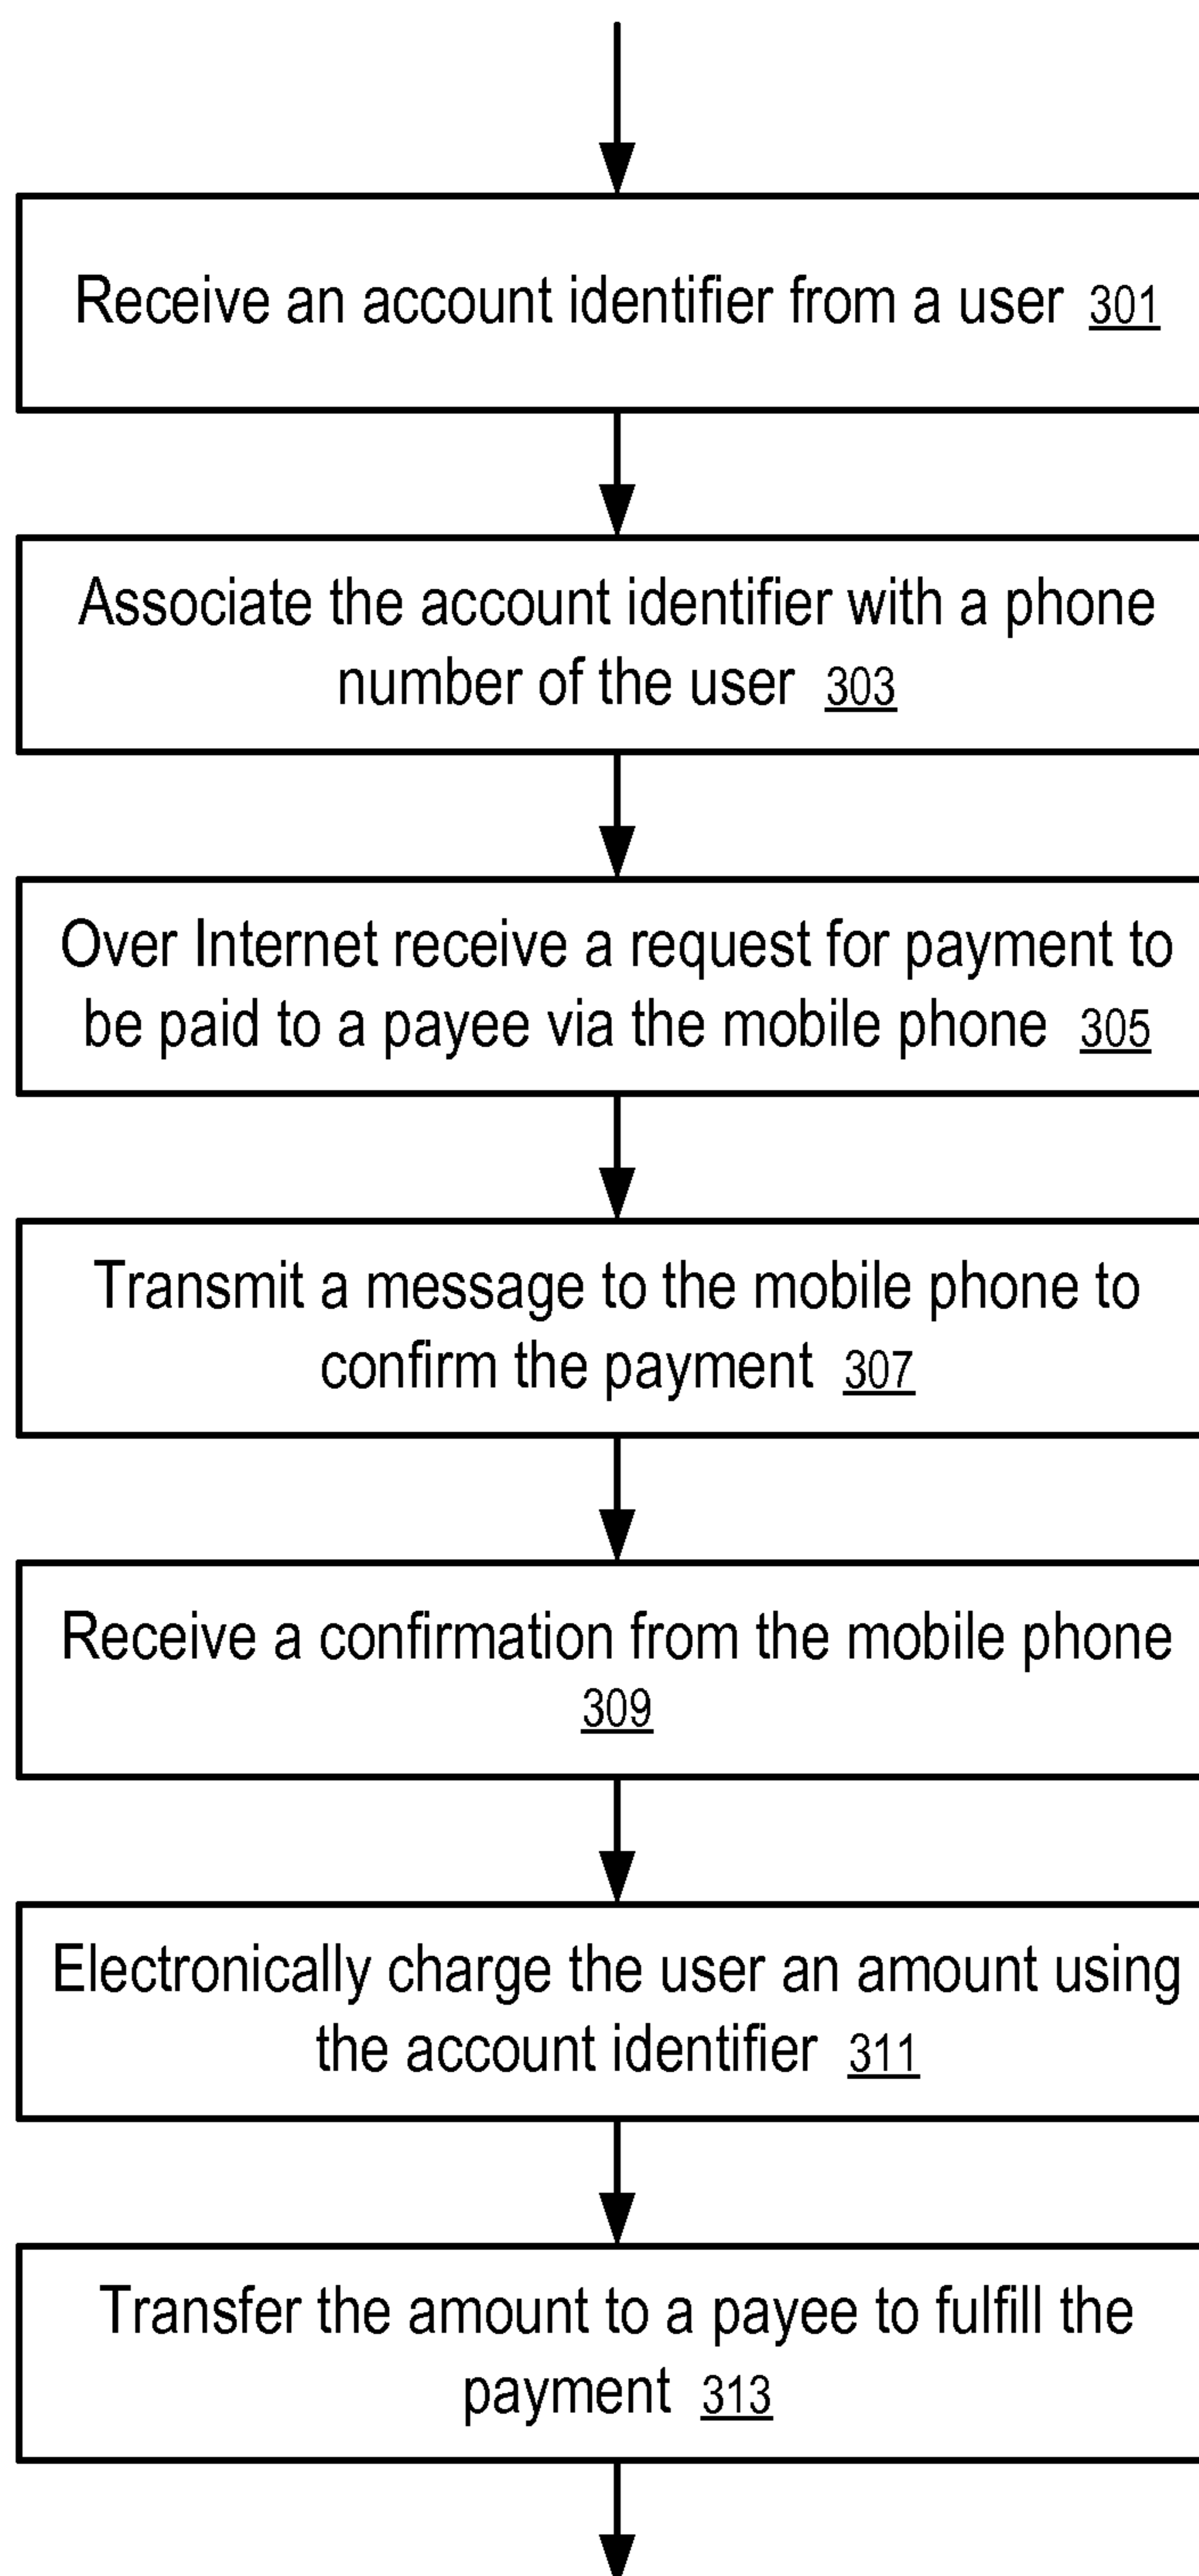 Receive an account identifier from a user 301
Associate the account identifier with a phone
number of the user 303
Over Internet receive a request for payment to
be paid to a payee via the mobile phone 305
Transmit a message to the mobile phone to
confirm the payment 307
Receive a confirmation from the mobile phone
309
Electronically charge the user an amount using
the account identifier 311
Transfer the amount to a payee to fulfill the
payment 313